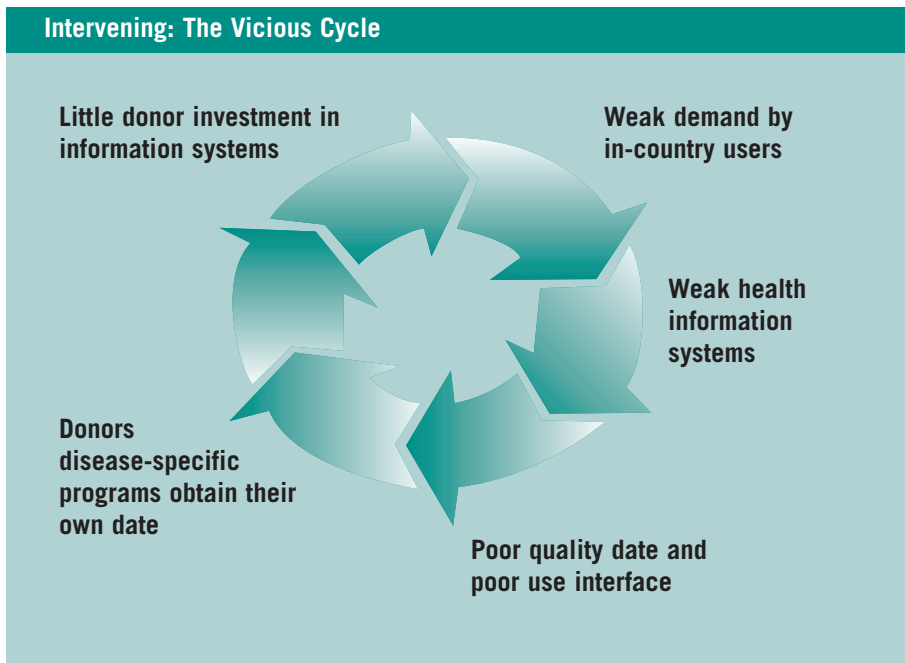 Intervening: The Vicious Cycle
Little donor investment in
information systems
Weak demand by
in-country users
Weak health
information
systems
Poor quality date and
poor use interface
Donors
disease-specific
programs obtain their
own date